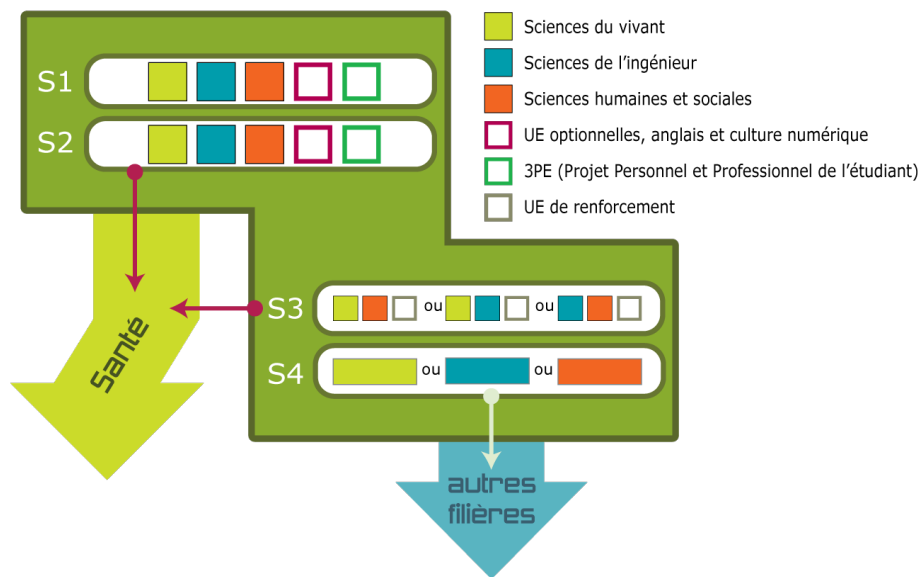 Sciences du vivant
Sciences de l'ingénieur
Sciences humaines et sociales
UE optionnelles, anglais et culture numérique
3PE (Projet Personnel et Professionnel de l'étudiant)
UE de renforcement
S1
S2
S3
ou ou
S4
ou ou
Santé
autres
filières